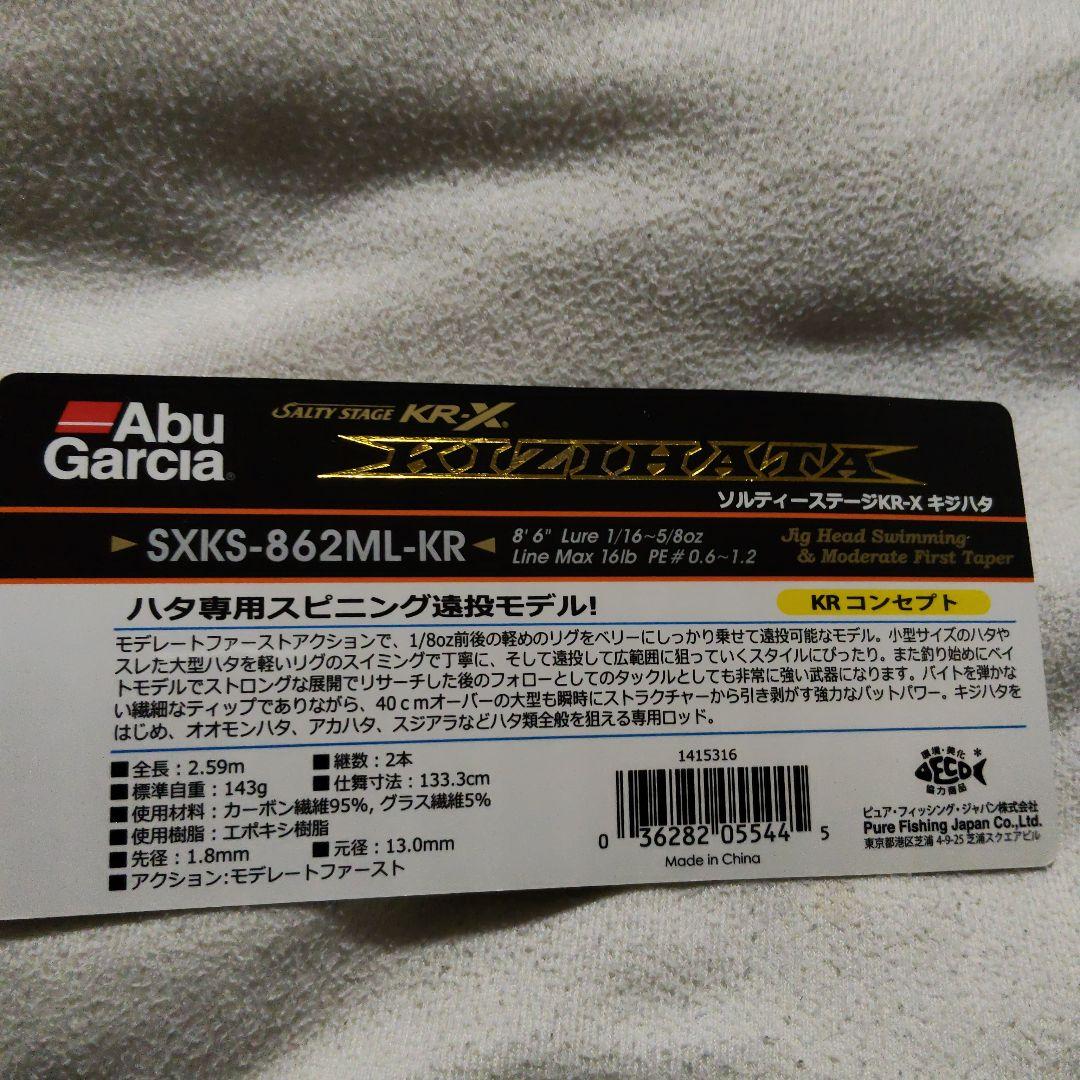 Abu
Garcia®
SALTY STAGE KR-X®
KIZIHATA
ソルティーステージKR-X キジハタ
SXKS-862ML-KR
8' 6" Lure 1/16~5/8oz
Line Max 16lb PE#0.6~1.2
Jig Head Swimming
& Moderate First Taper
ハタ専用スピニング遠投モデル!
KR コンセプト
モデレートファーストアクションで、1/8oz前後の軽めのリグをベリーにしっかり乗せて遠投可能なモデル。小型サイズのハタや
スレた大型ハタを軽いリグのスイミングで丁寧に、そして遠投して広範囲に狙っていくスタイルにぴったり。また釣り始めにベイ
トモデルでストロングな展開でリサーチした後のフォローとしてのタックルとしても非常に強い武器になります。バイトを弾かな
い繊細なティップでありながら、40cmオーバーの大型も瞬時にストラクチャーから引き剥がす強力なバットパワー。キジハタを
はじめ、オオモンハタ、アカハタ、スジアラなどハタ類全般を狙える専用ロッド。
■全長：2.59m ■継数：2本
■標準自重：143g ■仕舞寸法：133.3cm
■使用材料：カーボン繊維95%, グラス繊維5%
■使用樹脂：エポキシ樹脂
■先径：1.8mm ■元径：13.0mm
■アクション:モデレートファースト
1415316
0 36282 05544 5
Made in China
環境・美化
ECO
協力商品
ピュア・フィッシング・ジャパン株式会社
Pure Fishing Japan Co.,Ltd.
東京都港区芝浦 4-9-25 芝浦スクエアビル